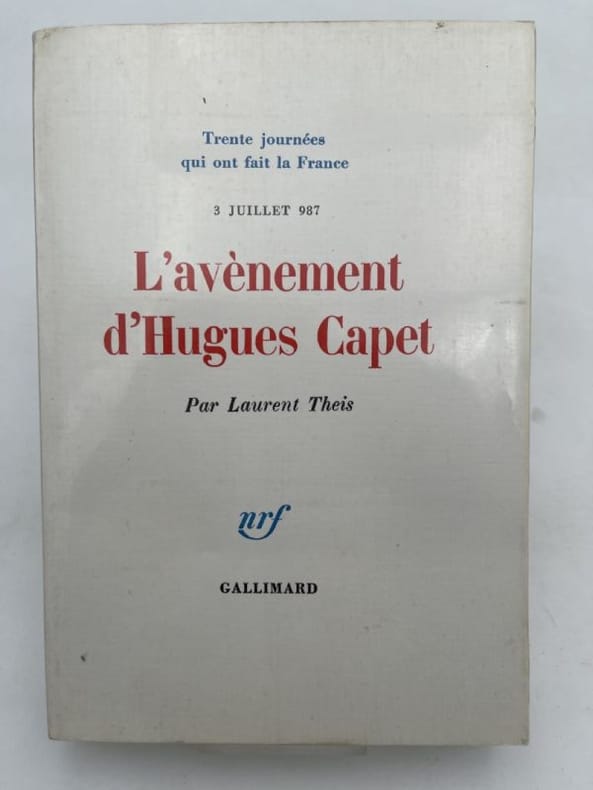 Trente journées
qui ont fait la France
3 JUILLET 987
L'avènement
d'Hugues Capet
Par Laurent Theis
nrf
GALLIMARD